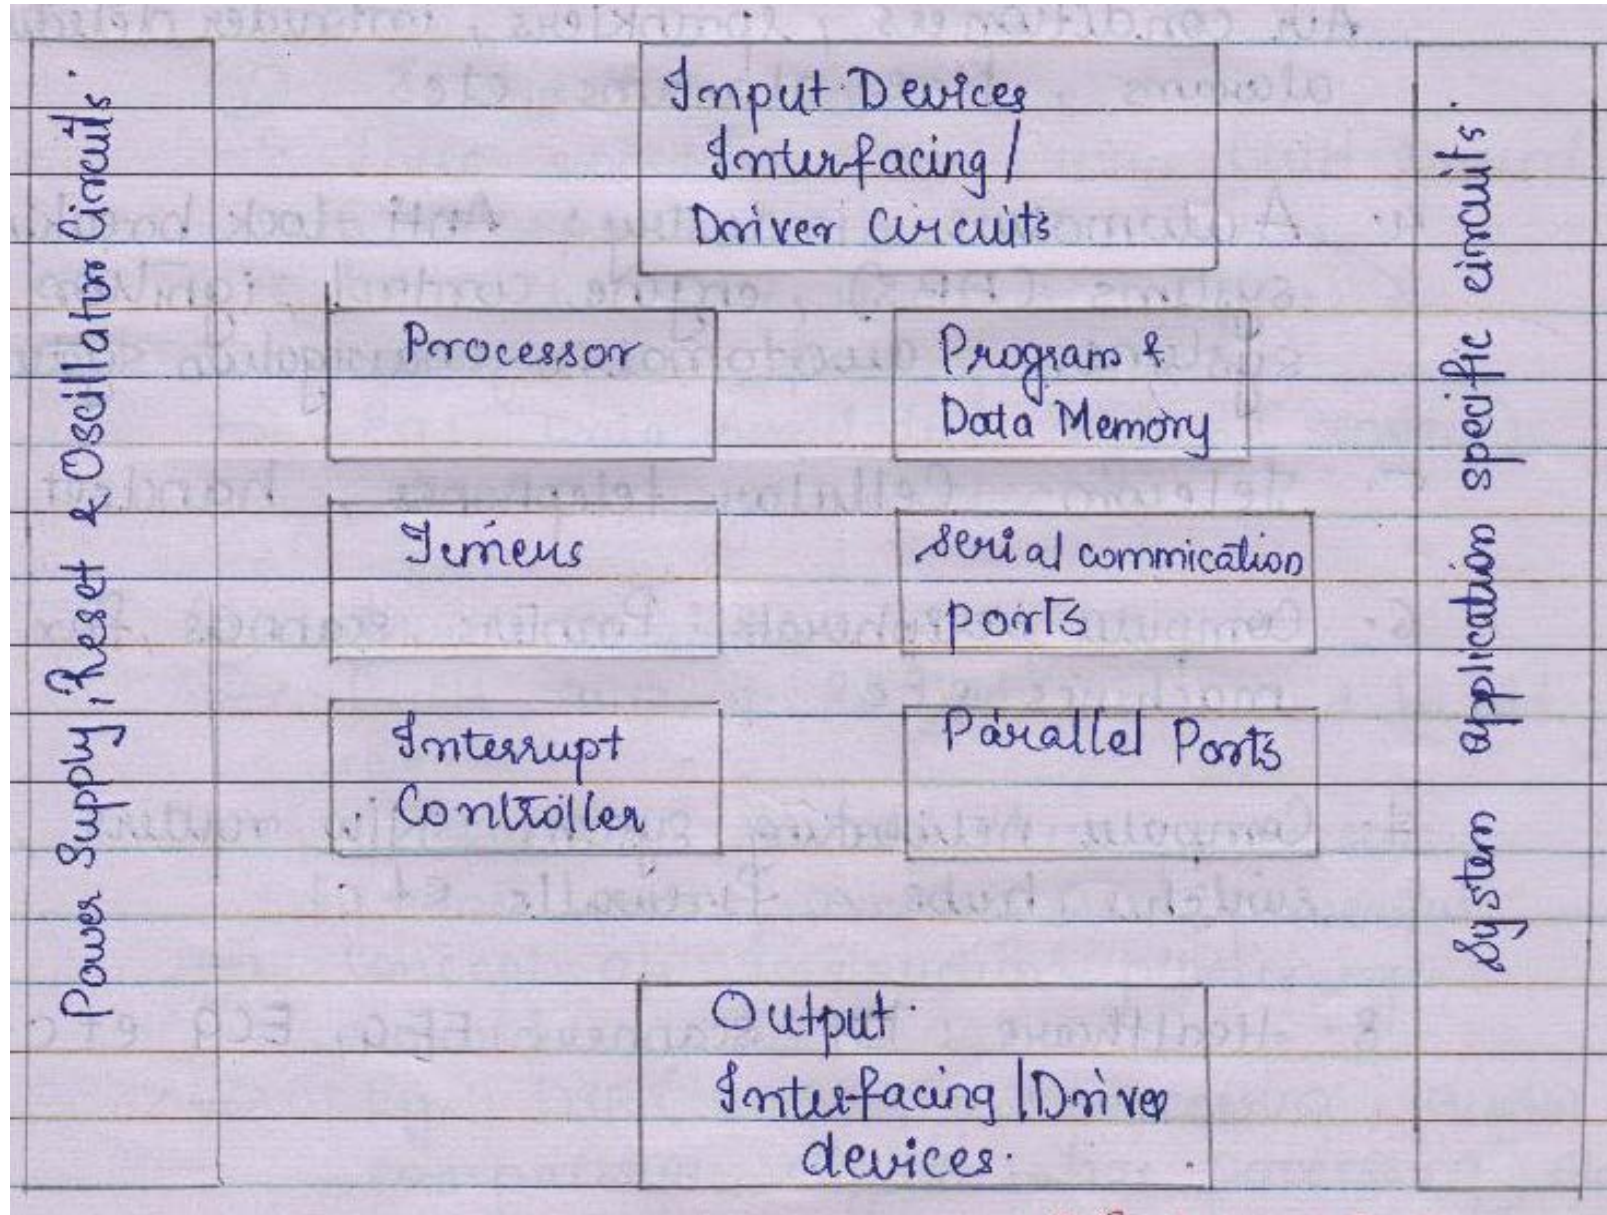 Power Supply, Reset & Oscillator Circuits.
Input Devices
Interfacing /
Driver Circuits
Processor
Program &
Data Memory
Timers
Serial commication
ports
Interrupt
Controller
Parallel Ports
Output
Interfacing / Driver
devices.
System application specific circuits.